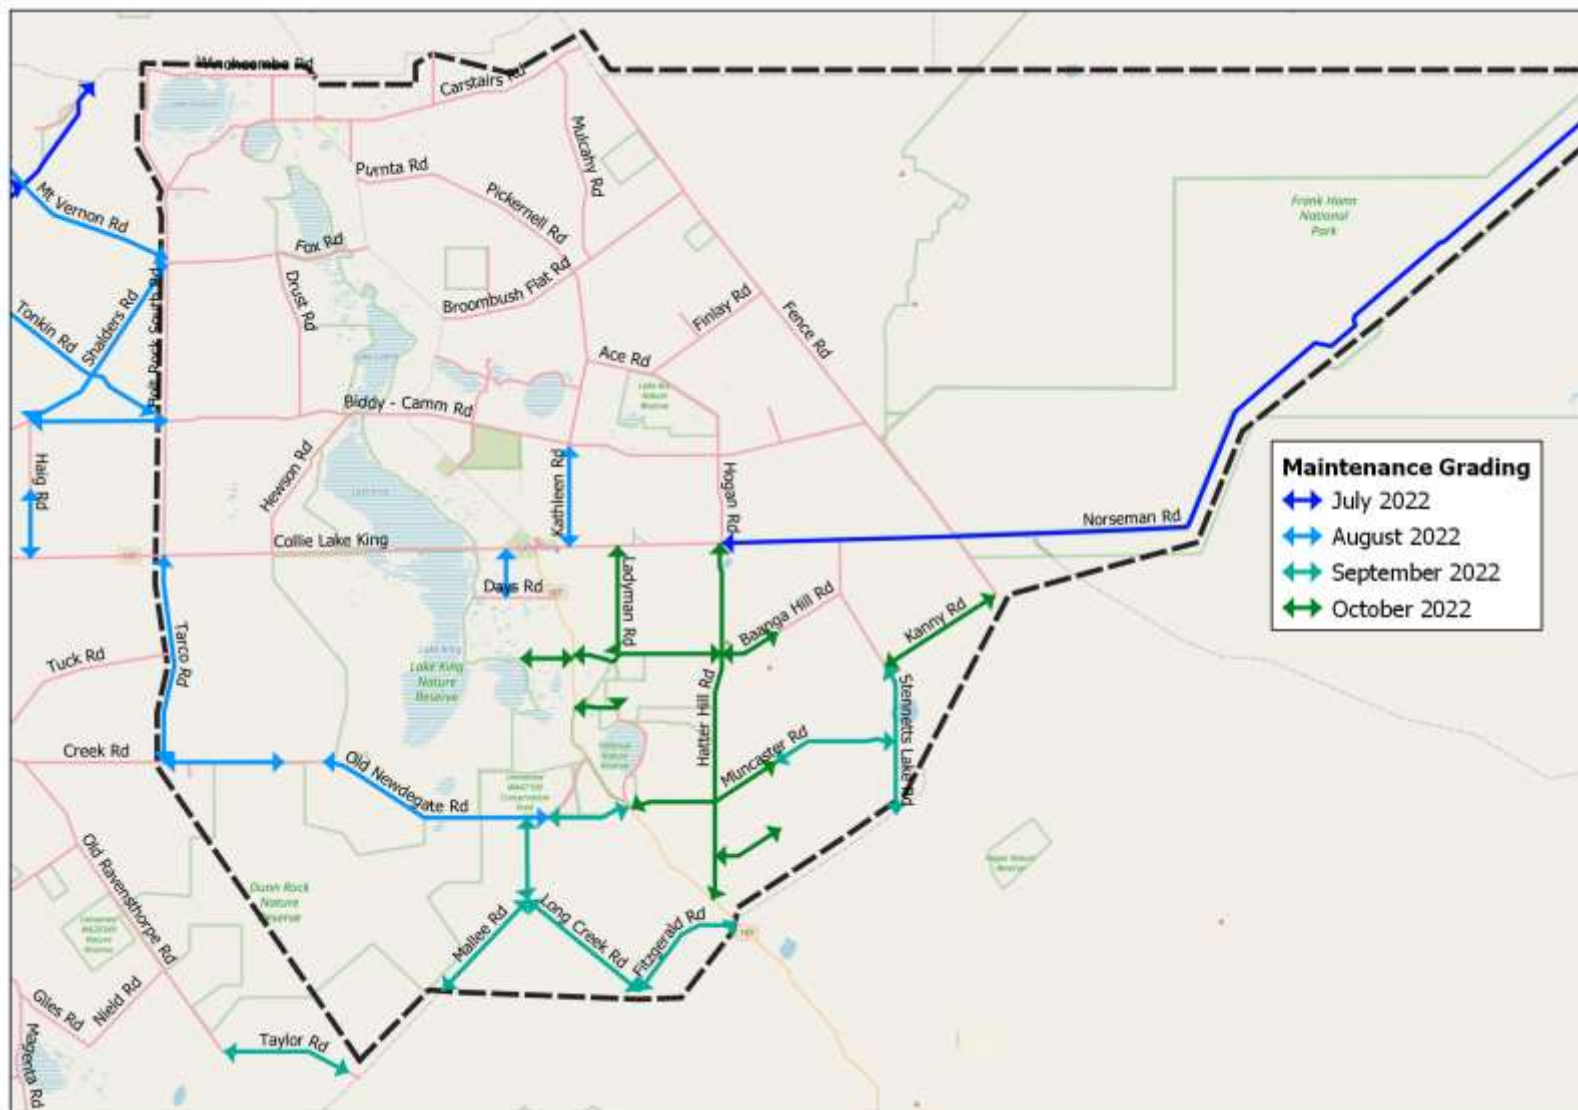 Carstairs Rd
Mulcahy Rd
Purnta Rd
Pickernell Rd
Mt Vernon Rd
Frank Hann
National
Park
Fox Rd
Drust Rd
Broombush Flat Rd
Finlay Rd
Fence Rd
Tonkin Rd
Shalders Rd
Ace Rd
Biddy - Camm Rd
Haig Rd
Hewson Rd
Kathleen Rd
Hogan Rd
Collie Lake King
Norseman Rd
Maintenance Grading
July 2022
August 2022
September 2022
October 2022
Days Rd
Ladyman Rd
Baanga Hill Rd
Kanny Rd
Tuck Rd
Tarco Rd
Lake King
Nature
Reserve
Hatter Hill Rd
Stennetts Lake Rd
Creek Rd
Old Newdegate Rd
Muncaster Rd
Old Ravensthorpe Rd
Dunn Rock
Nature
Reserve
Mallee Rd
Long Creek Rd
Fitzgerald Rd
Giles Rd
Nield Rd
Taylor Rd
Magenta Rd